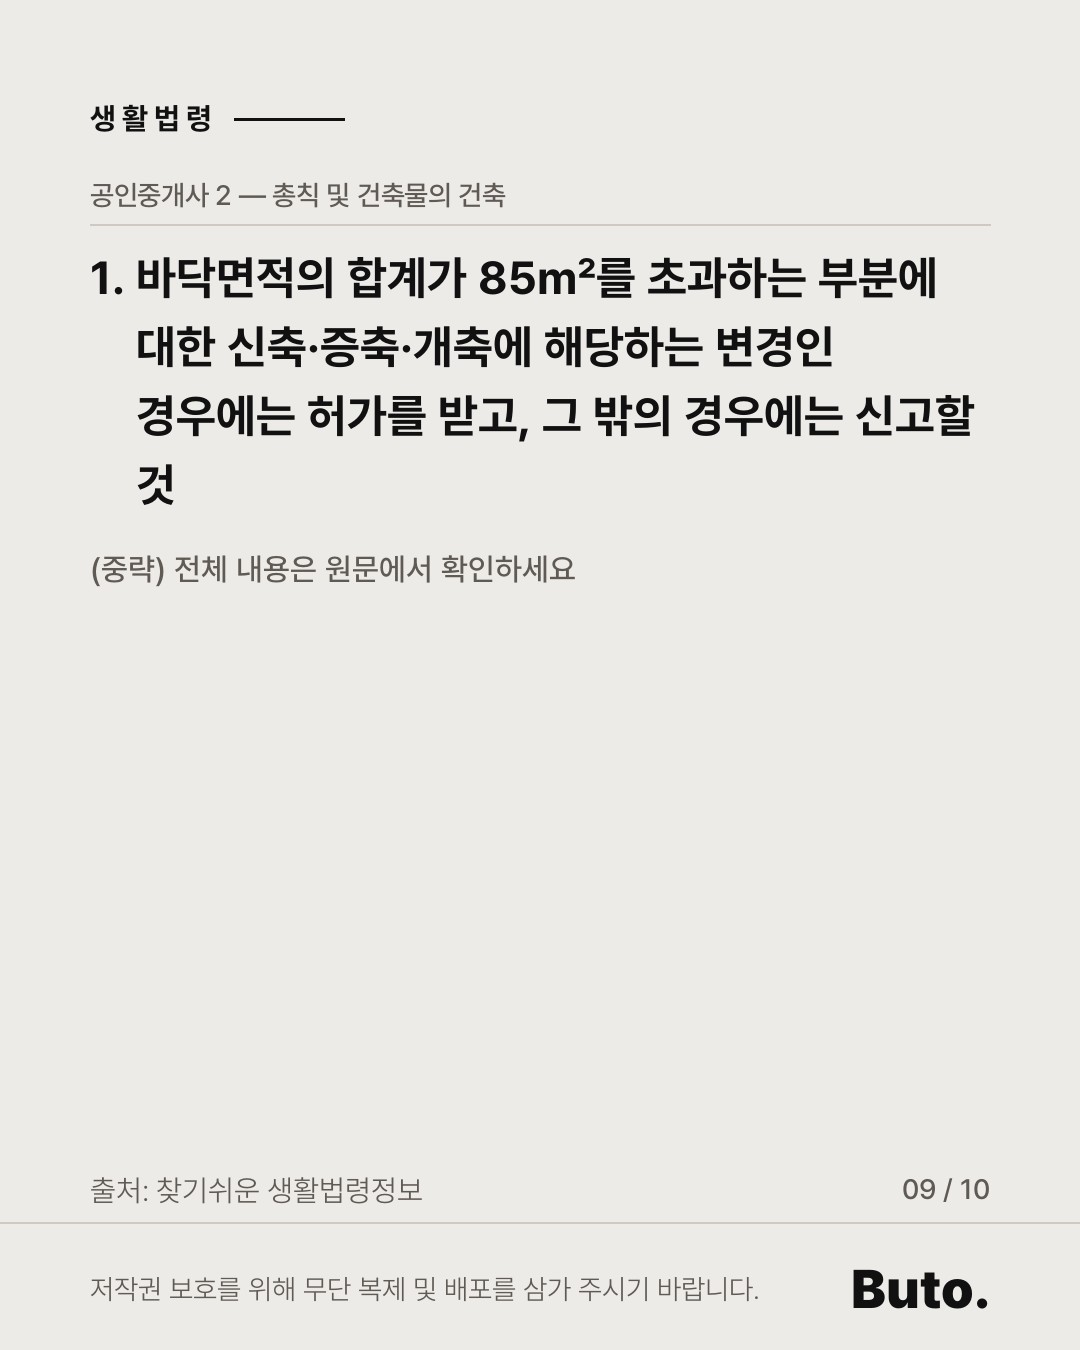 생활법령
공인중개사 2 — 총칙 및 건축물의 건축
1. 바닥면적의 합계가 85m²를 초과하는 부분에
대한 신축·증축·개축에 해당하는 변경인
경우에는 허가를 받고, 그 밖의 경우에는 신고할
것
(중략) 전체 내용은 원문에서 확인하세요
출처: 찾기쉬운 생활법령정보
09 / 10
저작권 보호를 위해 무단 복제 및 배포를 삼가 주시기 바랍니다.
Buto.